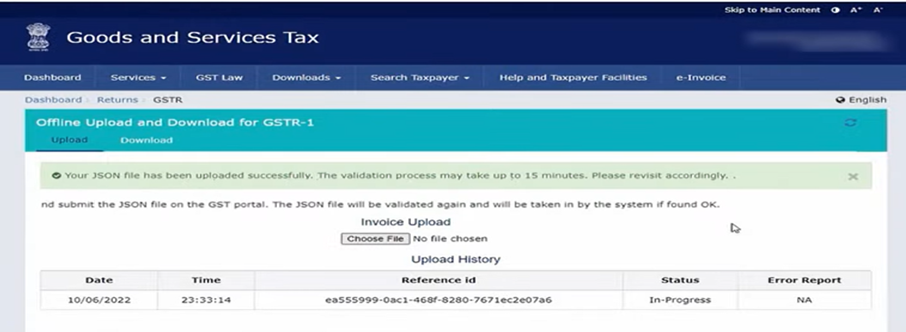 Skip to Main Content A+ A-
Goods and Services Tax
Dashboard Services GST Law Downloads Search Taxpayer Help and Taxpayer Facilities e-Invoice
Dashboard Returns GSTR English
Offline Upload and Download for GSTR-1
Upload Download
Your JSON file has been uploaded successfully. The validation process may take up to 15 minutes. Please revisit accordingly. .
nd submit the JSON file on the GST portal. The JSON file will be validated again and will be taken in by the system if found OK.
Invoice Upload
Choose File No file chosen
Upload History
Date Time Reference id Status Error Report
10/06/2022 23:33:14 ea555999-0ac1-468f-8280-7671ec2e07a6 In-Progress NA